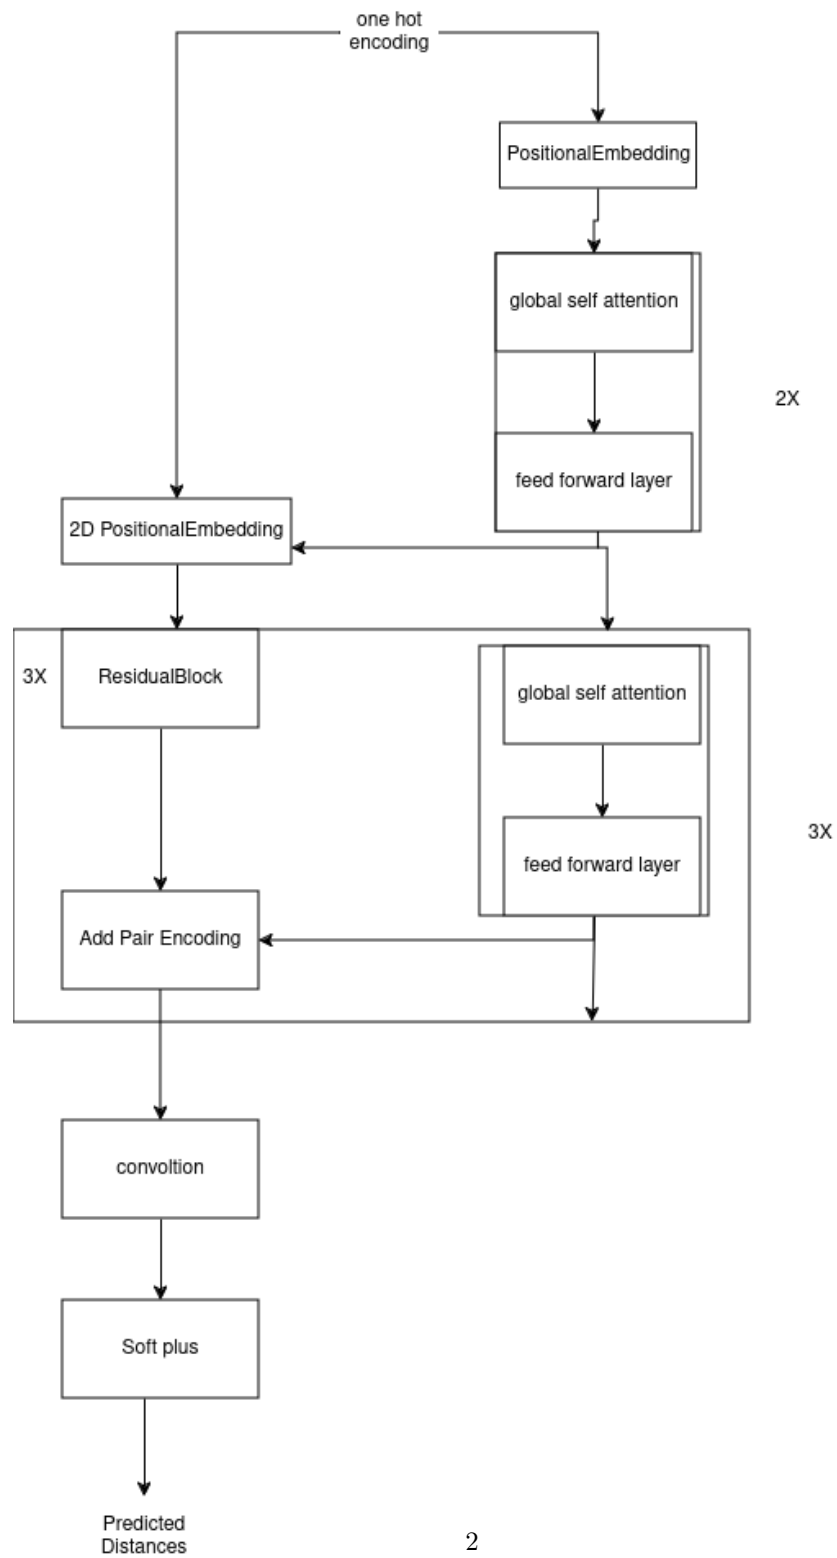 one hot
encoding
PositionalEmbedding
global self attention
2X
feed forward layer
2D PositionalEmbedding
3X
ResidualBlock
global self attention
3X
feed forward layer
Add Pair Encoding
convoltion
Soft plus
Predicted
Distances
2